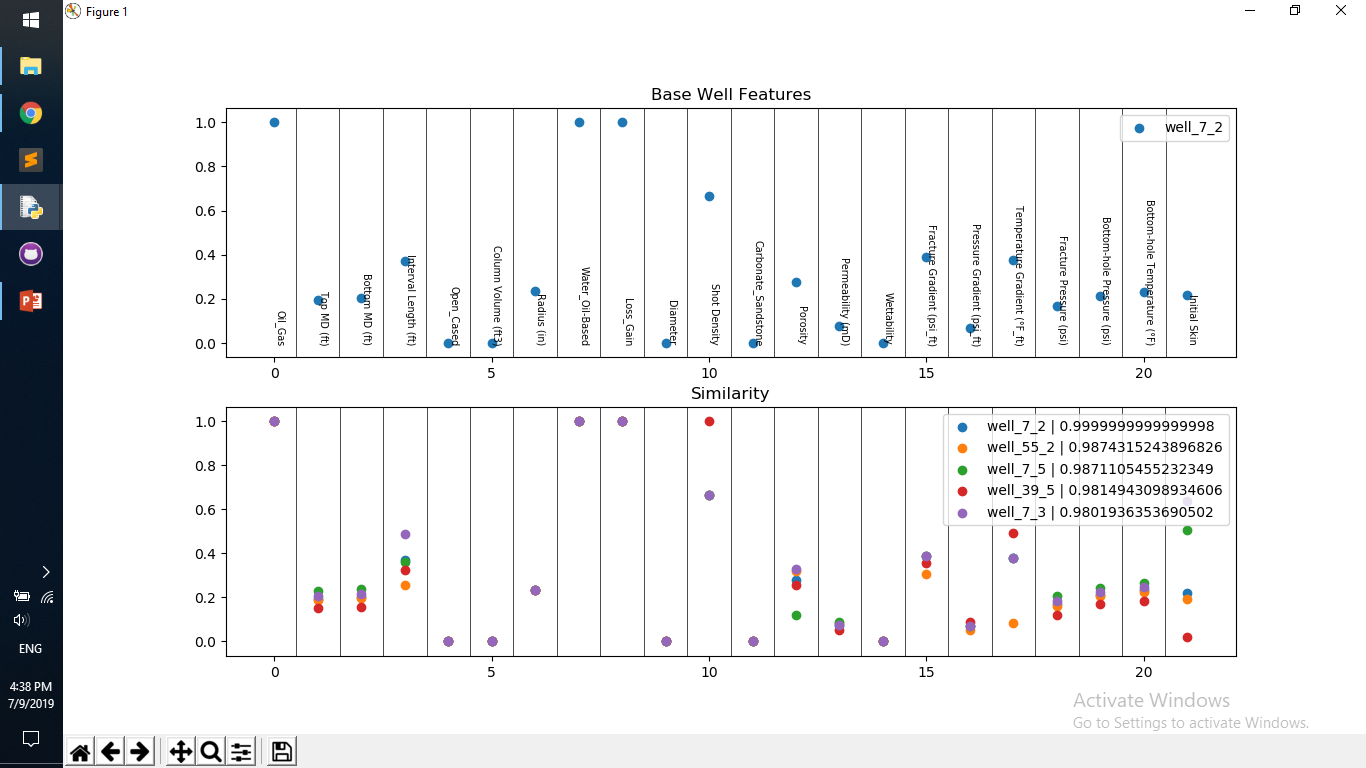 Figure 1
Base Well Features
well_7_2
1.0
0.8
0.6
0.4
0.2
0.0
Oil_Gas
Top MD (ft)
Bottom MD (ft)
Interval Length (ft)
Open_Cased
Column Volume (ft3)
Radius (in)
Water_Oil-Based
Loss_Gain
Diameter
Shot Density
Carbonate_Sandstone
Porosity
Permeability (mD)
Wettability
Fracture Gradient (psi_ft)
Pressure Gradient (psi_ft)
Temperature Gradient (°F_ft)
Fracture Pressure (psi)
Bottom-hole Pressure (psi)
Bottom-hole Temperature (°F)
Initial Skin
0 5 10 15 20
Similarity
well_7_2 | 0.9999999999999998
well_55_2 | 0.9874315243896826
well_7_5 | 0.9871105455232349
well_39_5 | 0.9814943098934606
well_7_3 | 0.9801936353690502
1.0
0.8
0.6
0.4
0.2
0.0
0 5 10 15 20
ENG
4:38 PM
7/9/2019
Activate Windows
Go to Settings to activate Windows.